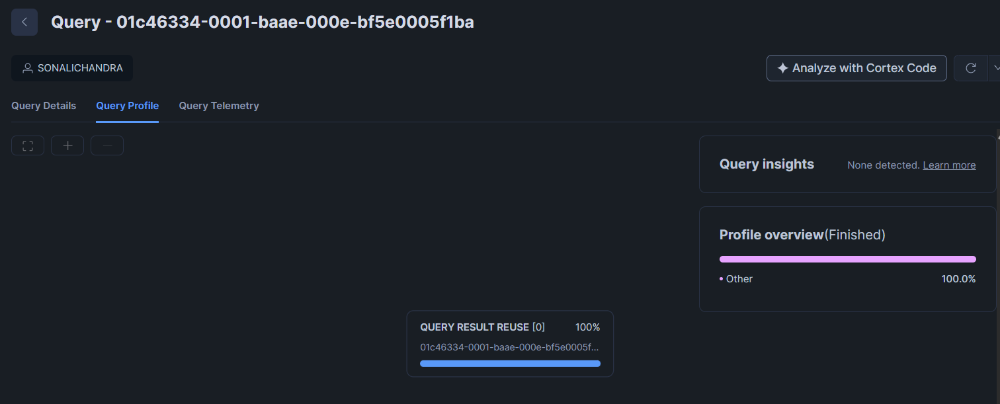 Query - 01c46334-0001-baae-000e-bf5e0005f1ba
SONALICHANDRA
Analyze with Cortex Code
Query Details
Query Profile
Query Telemetry
Query insights
None detected. Learn more
Profile overview(Finished)
Other 100.0%
QUERY RESULT REUSE [0] 100%
01c46334-0001-baae-000e-bf5e0005f...